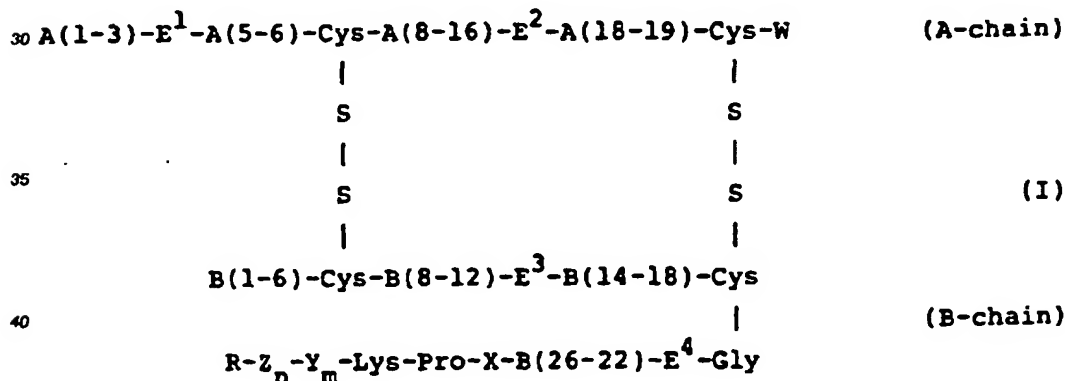 30 A(1-3)-E¹-A(5-6)-Cys-A(8-16)-E²-A(18-19)-Cys-W (A-chain)
| |
S S
| |
35 S S (I)
| |
B(1-6)-Cys-B(8-12)-E³-B(14-18)-Cys
40 | (B-chain)
R-Zₙ-Yₘ-Lys-Pro-X-B(26-22)-E⁴-Gly